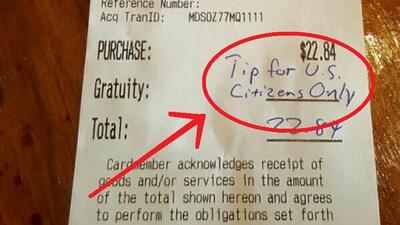 Reference Number:
Acq TranID: MDSOZ77MQ1111
PURCHASE: $22.84
Tip for U.S.
Gratuity: Citizens Only
Total: 22.84
Cardmember acknowledges receipt of
goods and/or services in the amount
of the total shown hereon and agrees
to perform the obligations set forth